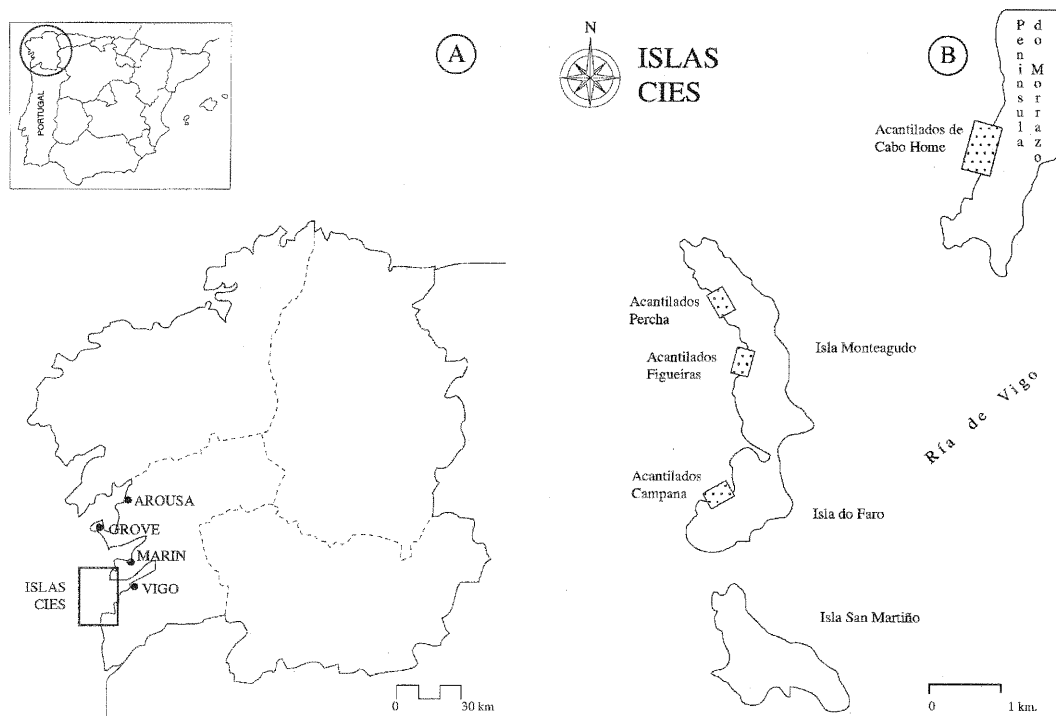 PORTUGAL
A
AROUSA
GROVE
MARIN
VIGO
ISLAS
CIES
0 30 km
N
ISLAS
CIES
B
Península
do Morrazo
Acantilados de
Cabo Home
Acantilados
Percha
Acantilados
Figueiras
Isla Monteagudo
Ría de Vigo
Acantilados
Campana
Isla do Faro
Isla San Martiño
0 1 km.